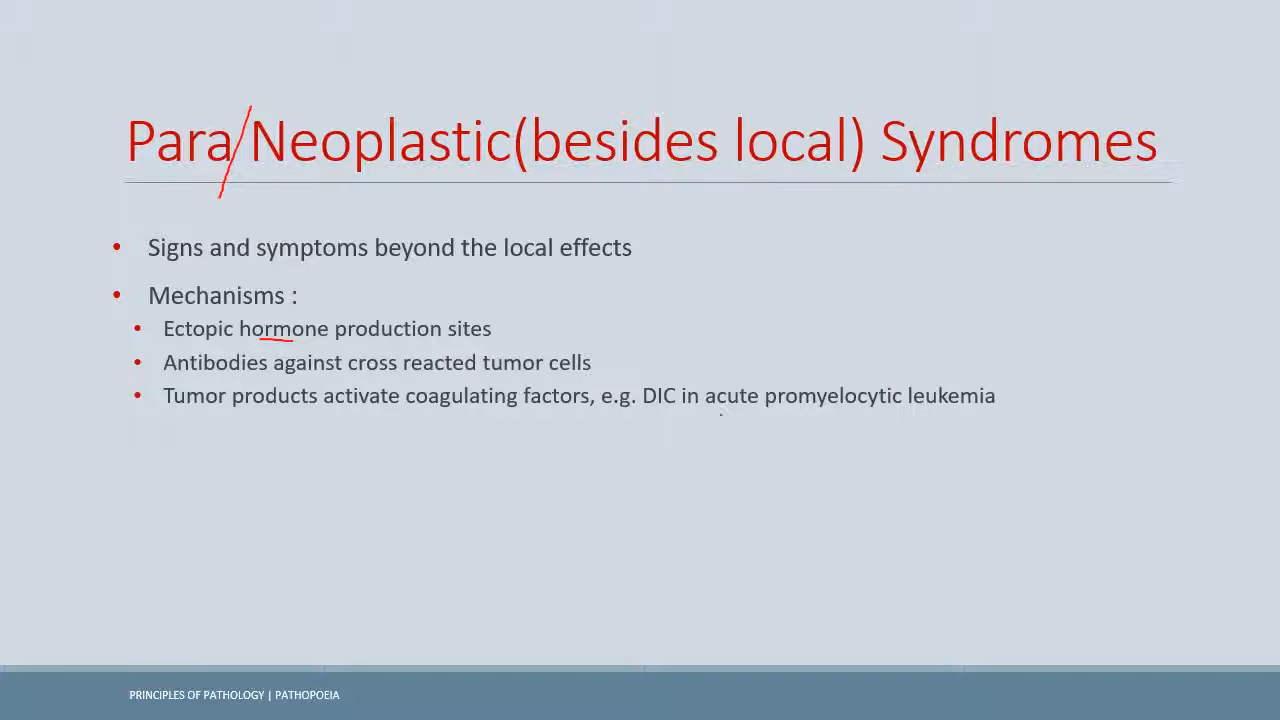 Para Neoplastic(besides local) Syndromes
• Signs and symptoms beyond the local effects
• Mechanisms :
• Ectopic hormone production sites
• Antibodies against cross reacted tumor cells
• Tumor products activate coagulating factors, e.g. DIC in acute promyelocytic leukemia
PRINCIPLES OF PATHOLOGY | PATHOPOEIA